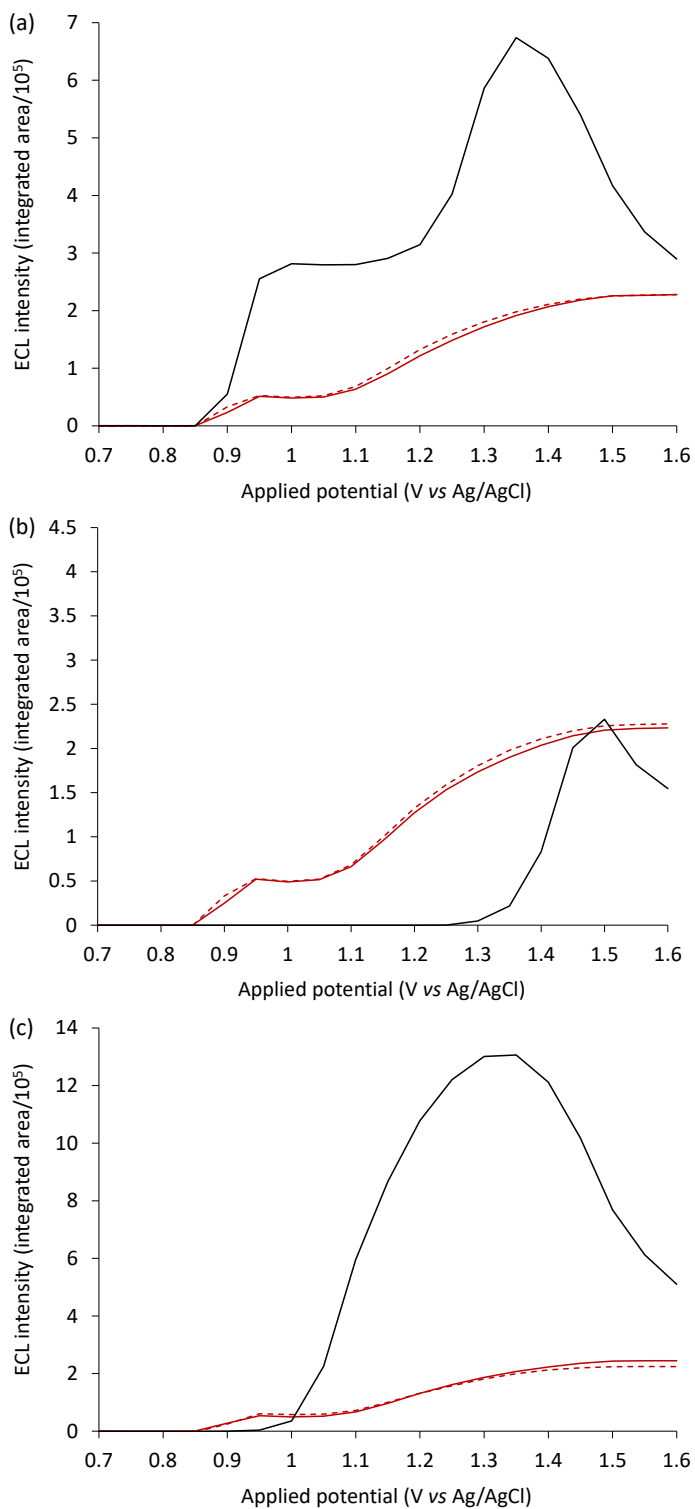 (a)
ECL intensity (integrated area/10⁵)
7
6
5
4
3
2
1
0
0.7 0.8 0.9 1 1.1 1.2 1.3 1.4 1.5 1.6
Applied potential (V vs Ag/AgCl)
(b)
ECL intensity (integrated area/10⁵)
4.5
4
3.5
3
2.5
2
1.5
1
0.5
0
0.7 0.8 0.9 1 1.1 1.2 1.3 1.4 1.5 1.6
Applied potential (V vs Ag/AgCl)
(c)
ECL intensity (integrated area/10⁵)
14
12
10
8
6
4
2
0
0.7 0.8 0.9 1 1.1 1.2 1.3 1.4 1.5 1.6
Applied potential (V vs Ag/AgCl)